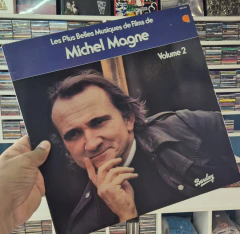 Les Plus Belles Musiques de Films de
Michel Magne
Volume 2
Barclay